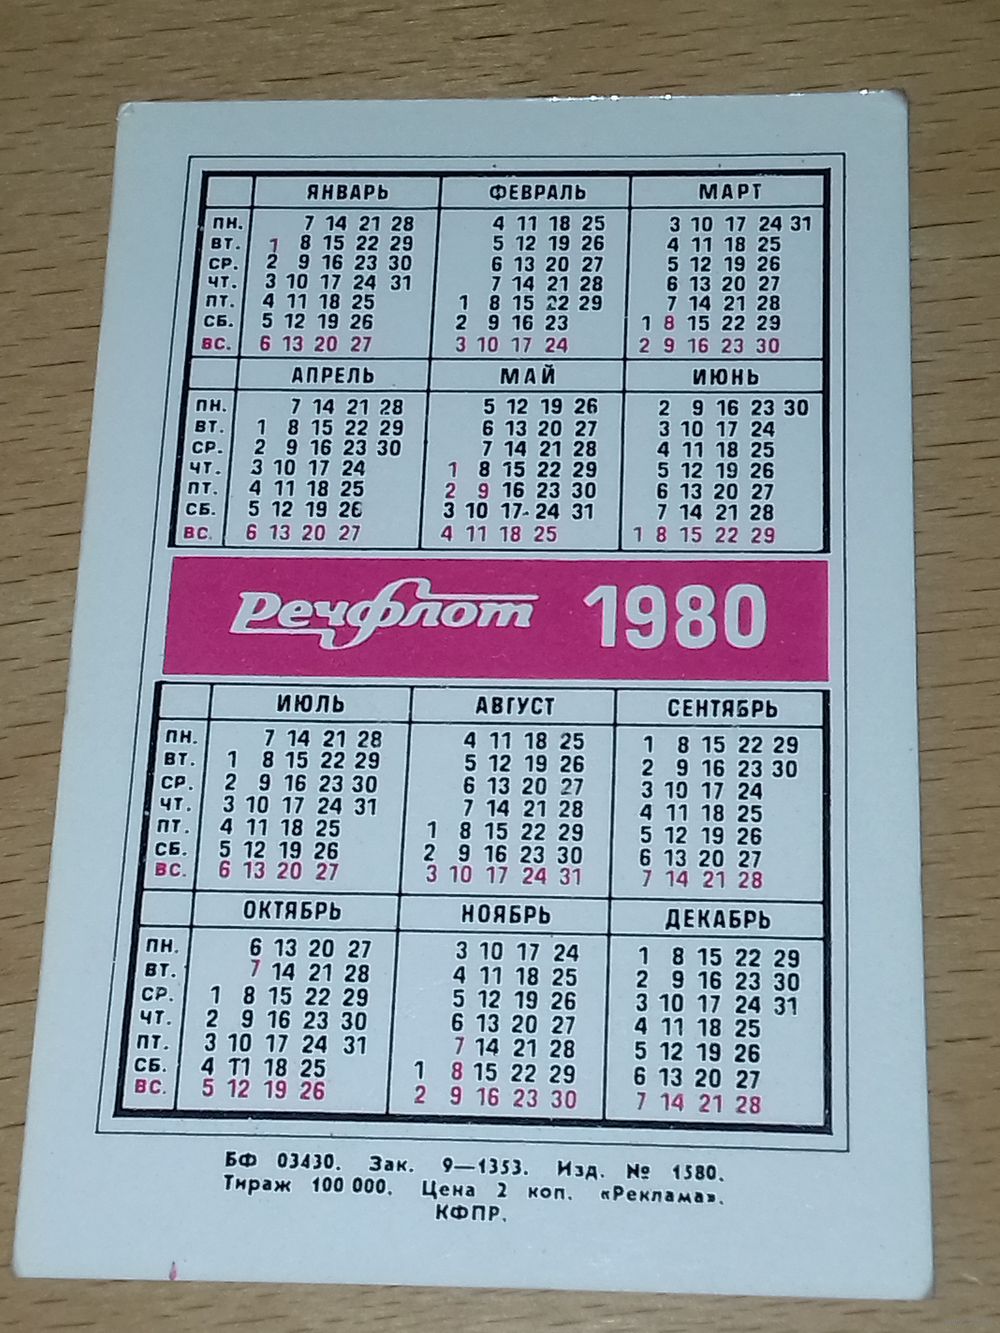 ЯНВАРЬ ФЕВРАЛЬ МАРТ
ПН. 7 14 21 28 4 11 18 25 3 10 17 24 31
ВТ. 1 8 15 22 29 5 12 19 26 4 11 18 25
СР. 2 9 16 23 30 6 13 20 27 5 12 19 26
ЧТ. 3 10 17 24 31 7 14 21 28 6 13 20 27
ПТ. 4 11 18 25 1 8 15 22 29 7 14 21 28
СБ. 5 12 19 26 2 9 16 23 1 8 15 22 29
ВС. 6 13 20 27 3 10 17 24 2 9 16 23 30
АПРЕЛЬ МАЙ ИЮНЬ
ПН. 7 14 21 28 5 12 19 26 2 9 16 23 30
ВТ. 1 8 15 22 29 6 13 20 27 3 10 17 24
СР. 2 9 16 23 30 7 14 21 28 4 11 18 25
ЧТ. 3 10 17 24 1 8 15 22 29 5 12 19 26
ПТ. 4 11 18 25 2 9 16 23 30 6 13 20 27
СБ. 5 12 19 26 3 10 17 24 31 7 14 21 28
ВС. 6 13 20 27 4 11 18 25 1 8 15 22 29
Речфлот 1980
ИЮЛЬ АВГУСТ СЕНТЯБРЬ
ПН. 7 14 21 28 4 11 18 25 1 8 15 22 29
ВТ. 1 8 15 22 29 5 12 19 26 2 9 16 23 30
СР. 2 9 16 23 30 6 13 20 27 3 10 17 24
ЧТ. 3 10 17 24 31 7 14 21 28 4 11 18 25
ПТ. 4 11 18 25 1 8 15 22 29 5 12 19 26
СБ. 5 12 19 26 2 9 16 23 30 6 13 20 27
ВС. 6 13 20 27 3 10 17 24 31 7 14 21 28
ОКТЯБРЬ НОЯБРЬ ДЕКАБРЬ
ПН. 6 13 20 27 3 10 17 24 1 8 15 22 29
ВТ. 7 14 21 28 4 11 18 25 2 9 16 23 30
СР. 1 8 15 22 29 5 12 19 26 3 10 17 24 31
ЧТ. 2 9 16 23 30 6 13 20 27 4 11 18 25
ПТ. 3 10 17 24 31 7 14 21 28 5 12 19 26
СБ. 4 11 18 25 1 8 15 22 29 6 13 20 27
ВС. 5 12 19 26 2 9 16 23 30 7 14 21 28
БФ 03430. Зак. 9—1353. Изд. № 1580.
Тираж 100 000. Цена 2 коп. «Реклама».
КФПР.